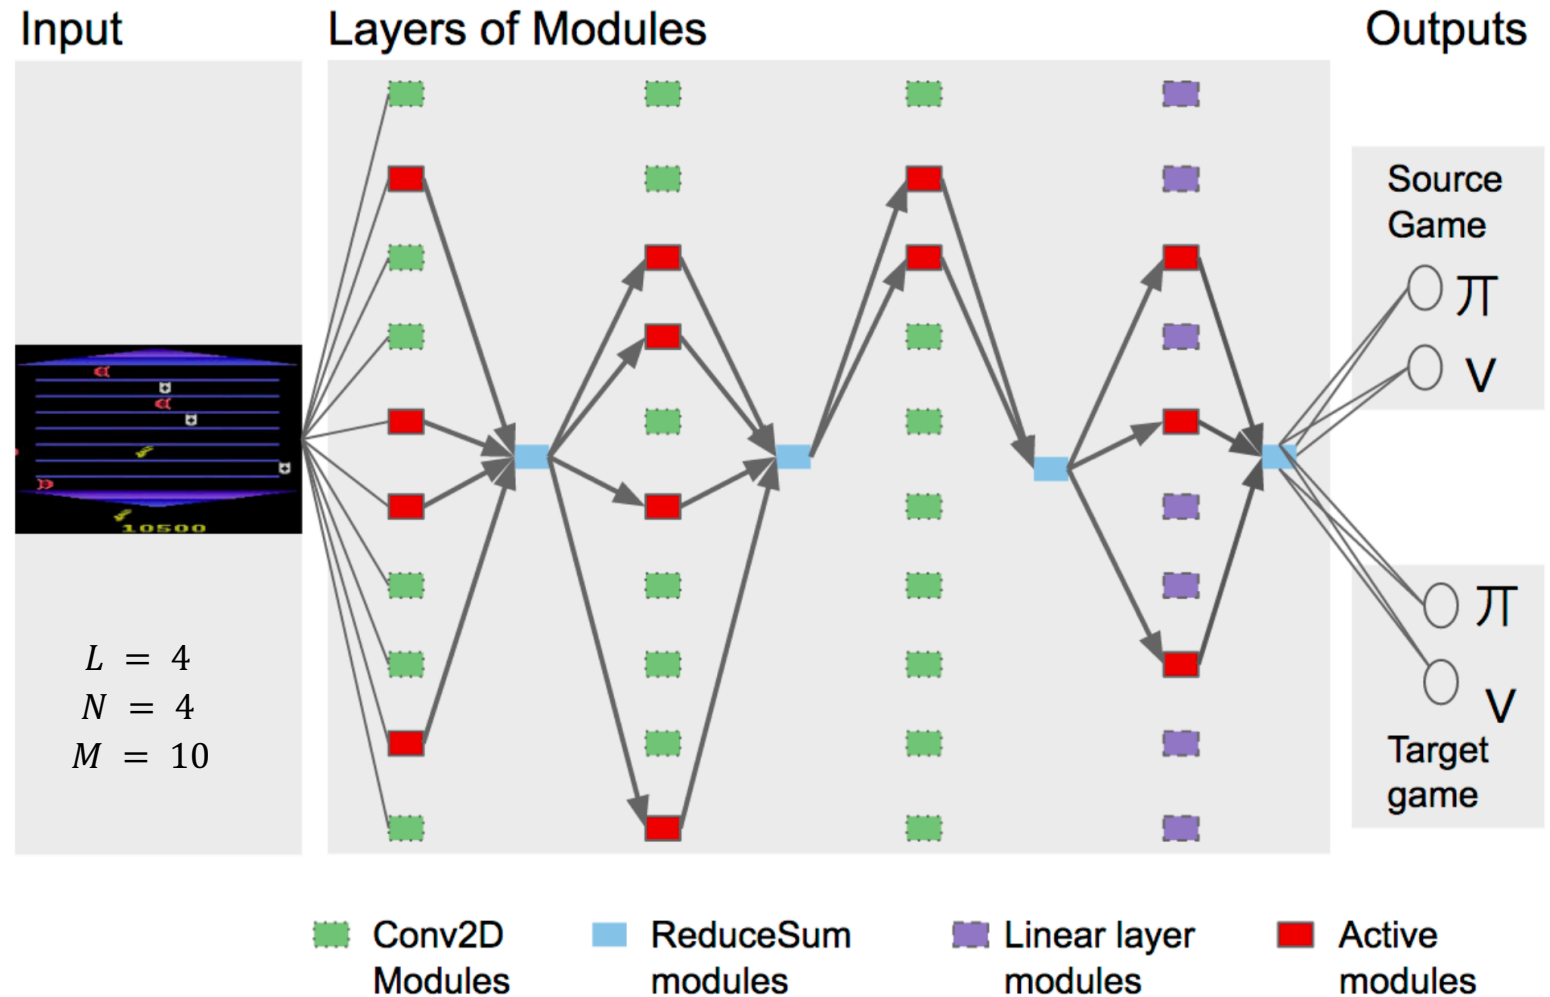 Input
Layers of Modules
Outputs
Source
Game
π
V
10500
L = 4
N = 4
M = 10
π
V
Target
game
Conv2D
Modules
ReduceSum
modules
Linear layer
modules
Active
modules